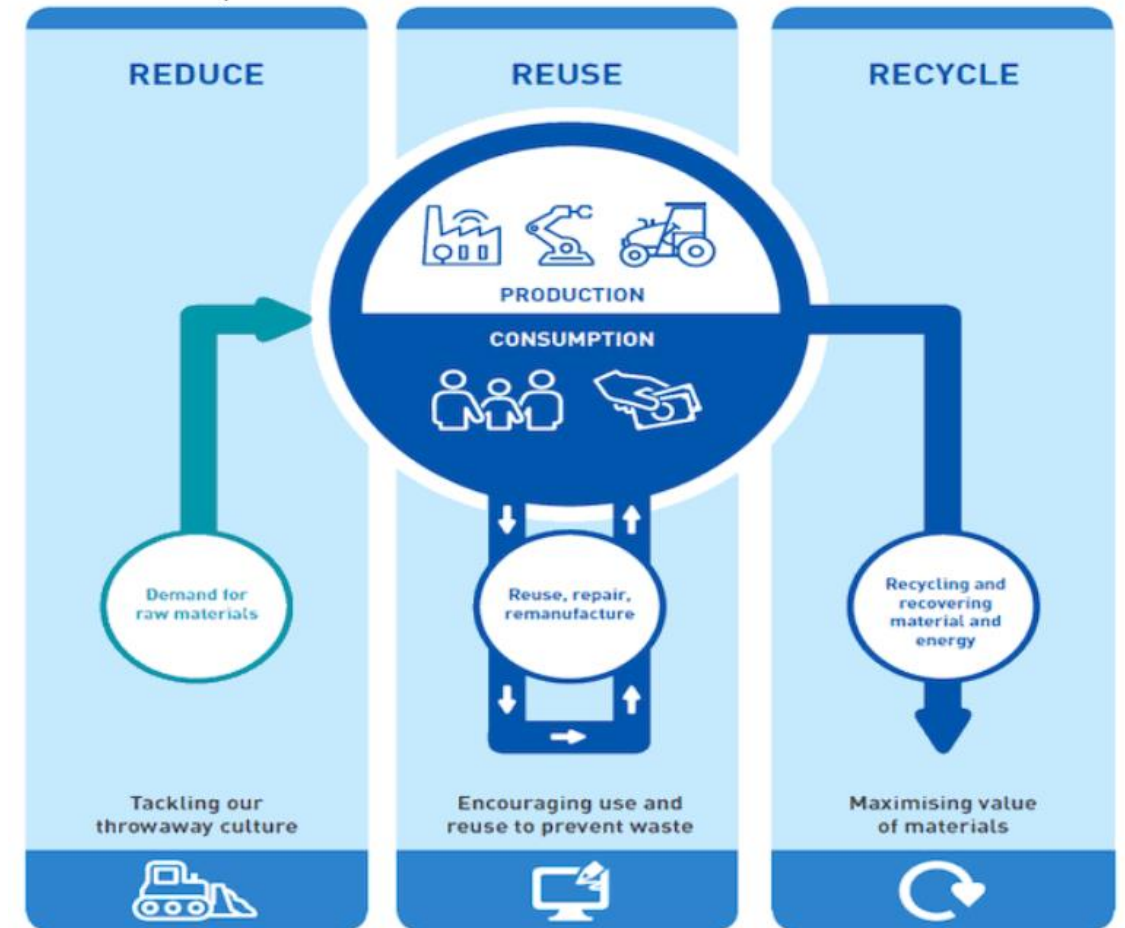 REDUCE
REUSE
RECYCLE
PRODUCTION
CONSUMPTION
Demand for
raw materials
Reuse, repair,
remanufacture
Recycling and
recovering
material and
energy
Tackling our
throwaway culture
Encouraging use and
reuse to prevent waste
Maximising value
of materials